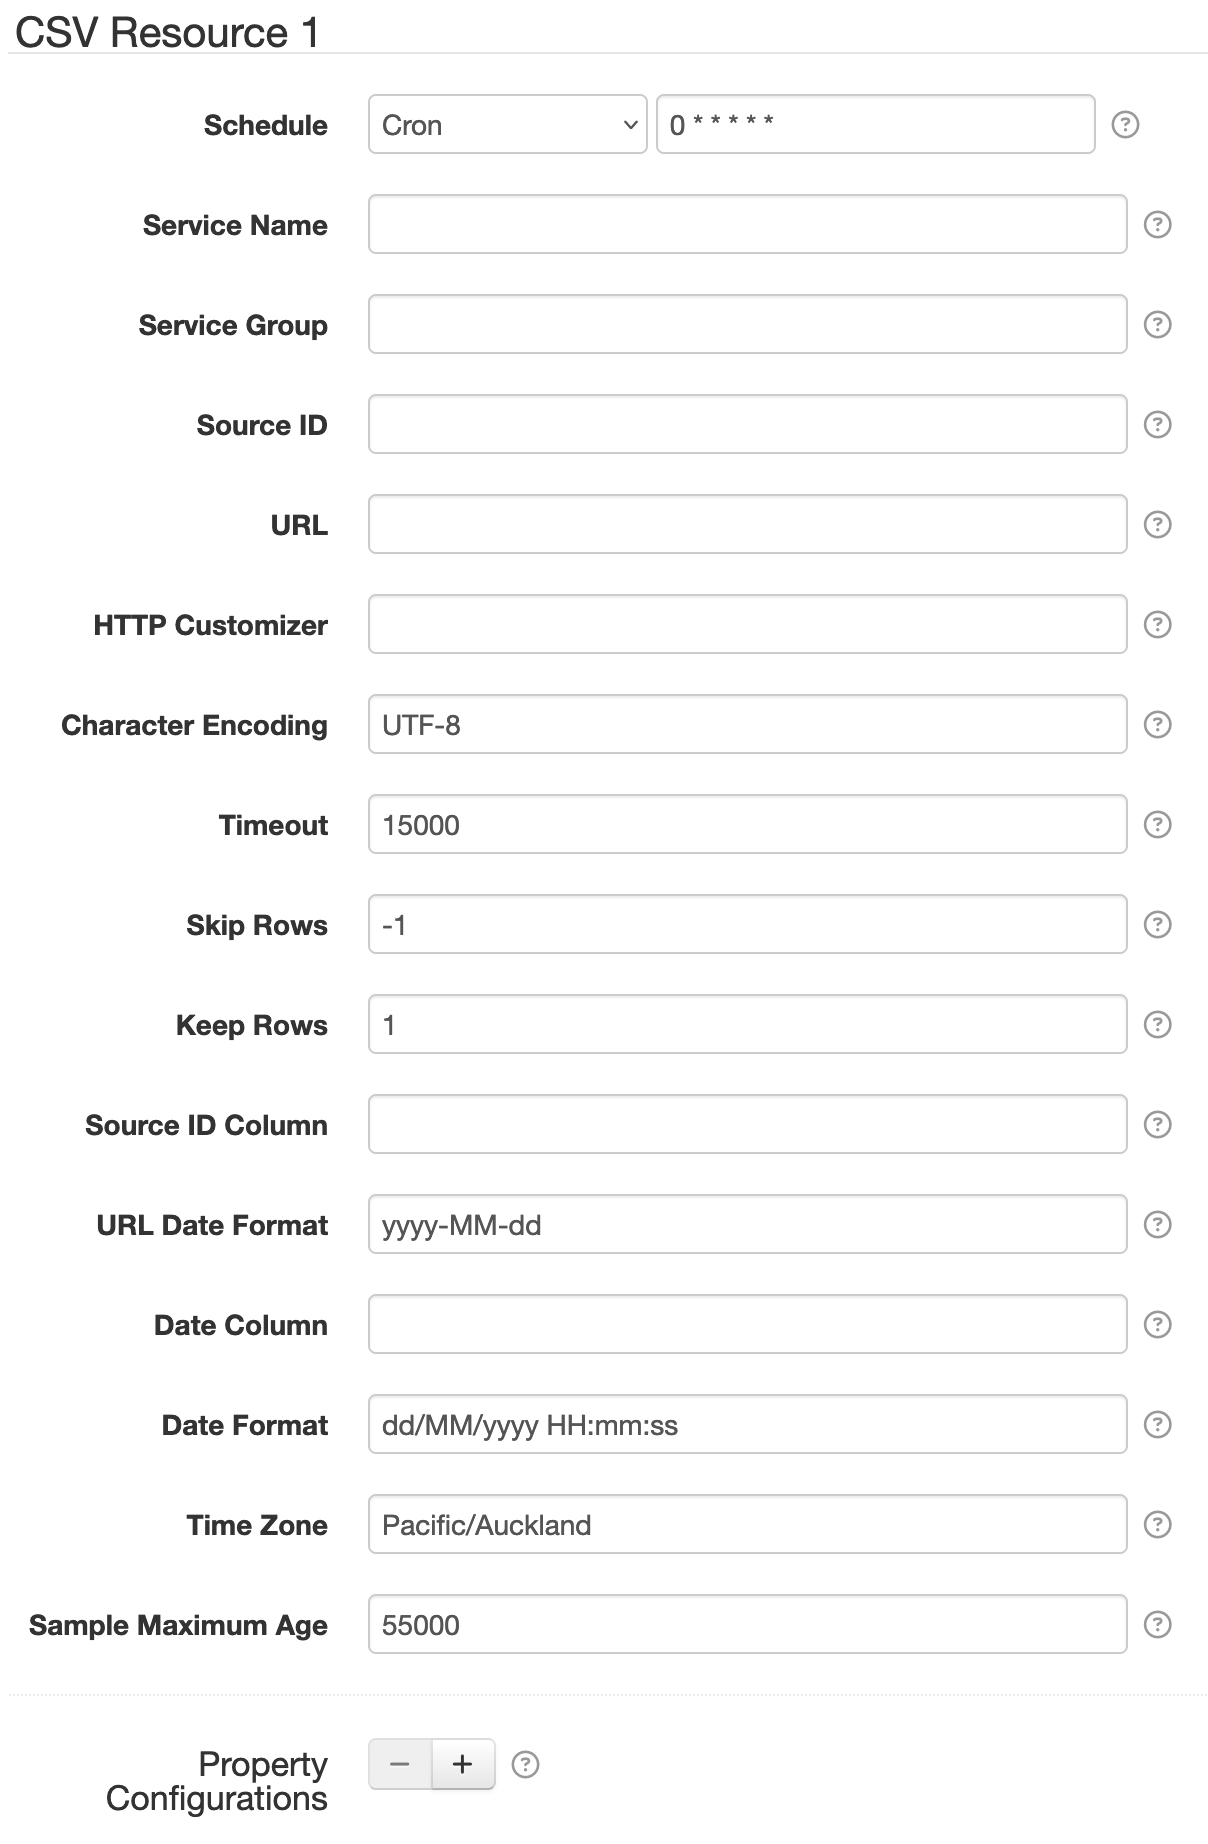 CSV Resource 1
Schedule Cron 0 * * * * *
Service Name
Service Group
Source ID
URL
HTTP Customizer
Character Encoding UTF-8
Timeout 15000
Skip Rows -1
Keep Rows 1
Source ID Column
URL Date Format yyyy-MM-dd
Date Column
Date Format dd/MM/yyyy HH:mm:ss
Time Zone Pacific/Auckland
Sample Maximum Age 55000
Property − +
Configurations